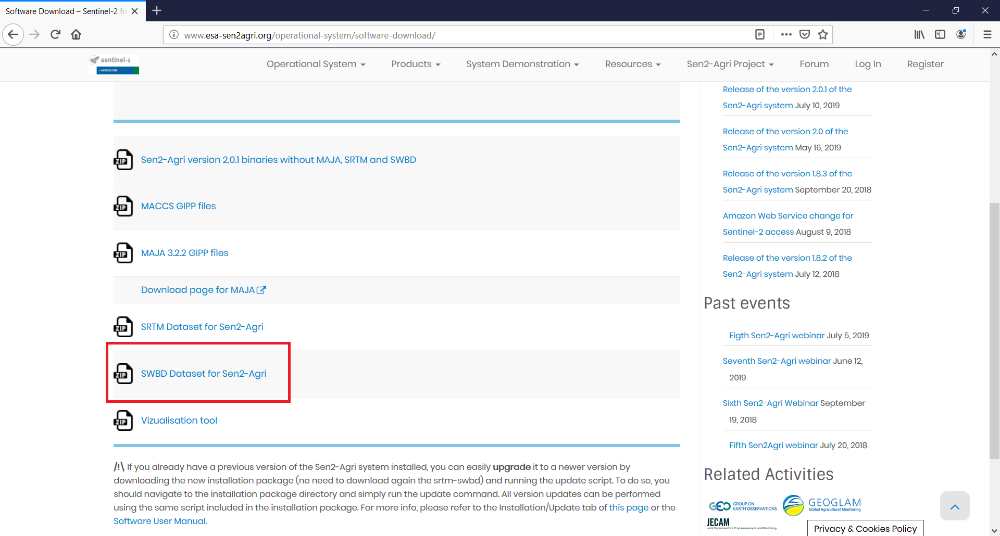 Software Download – Sentinel-2 fo
www.esa-sen2agri.org/operational-system/software-download/
sentinel-2
+ AGRICULTURE
Operational System
Products
System Demonstration
Resources
Sen2-Agri Project
Forum
Log In
Register
ZIP Sen2-Agri version 2.0.1 binaries without MAJA, SRTM and SWBD
ZIP MACCS GIPP files
ZIP MAJA 3.2.2 GIPP files
Download page for MAJA
ZIP SRTM Dataset for Sen2-Agri
ZIP SWBD Dataset for Sen2-Agri
ZIP Vizualisation tool
/!\ If you already have a previous version of the Sen2-Agri system installed, you can easily upgrade it to a newer version by
downloading the new installation package (no need to download again the srtm-swbd) and running the update script. To do so, you
should navigate to the installation package directory and simply run the update command. All version updates can be performed
using the same script included in the installation package. For more info, please refer to the Installation/Update tab of this page or the
Software User Manual.
Release of the version 2.0.1 of the
Sen2-Agri system July 10, 2019
Release of the version 2.0 of the
Sen2-Agri system May 16, 2019
Release of the version 1.8.3 of the
Sen2-Agri system September 20, 2018
Amazon Web Service change for
Sentinel-2 access August 9, 2018
Release of the version 1.8.2 of the
Sen2-Agri system July 12, 2018
Past events
Eigth Sen2-Agri webinar July 5, 2019
Seventh Sen2-Agri webinar June 12,
2019
Sixth Sen2-Agri Webinar September
19, 2018
Fifth Sen2Agri webinar July 20, 2018
Related Activities
GEO GROUP ON
EARTH OBSERVATIONS
GEOGLAM
Global Agricultural Monitoring
JECAM
Joint Experiment for Crop Assessment and Monitoring
Privacy & Cookies Policy